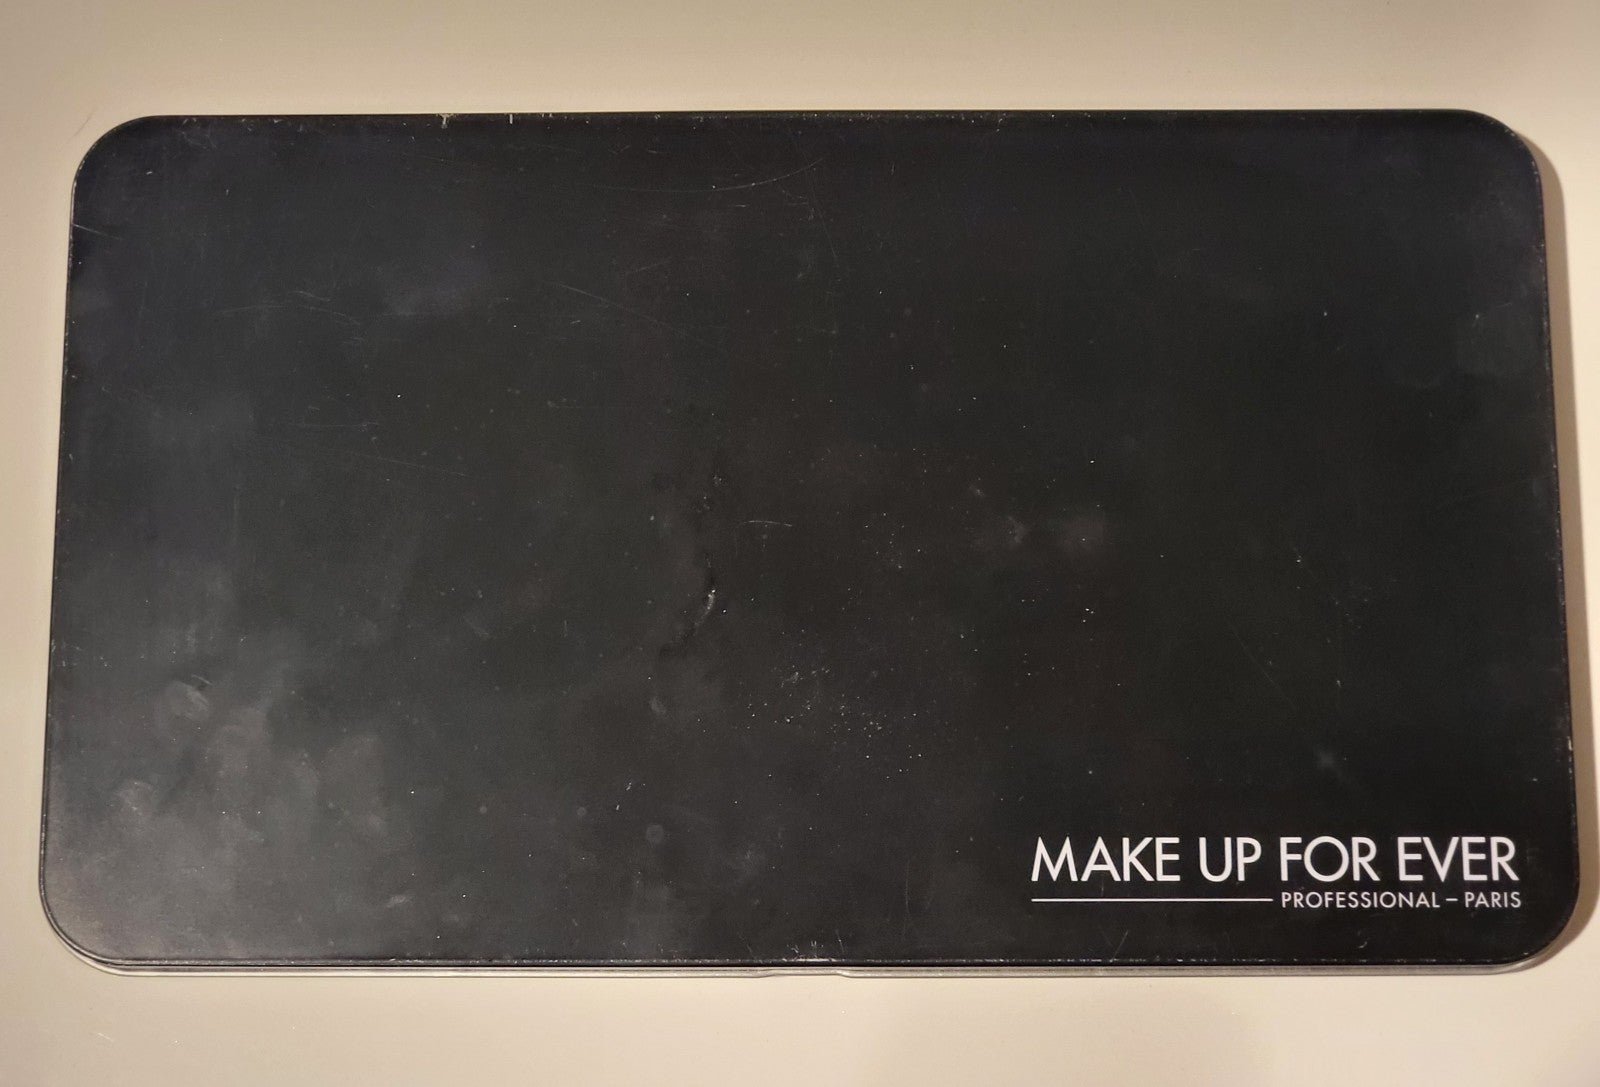 MAKE UP FOR EVER
PROFESSIONAL – PARIS